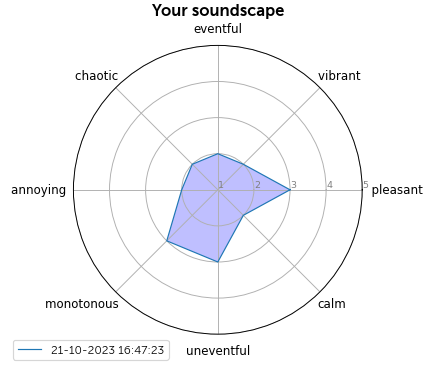 Your soundscape
eventful
chaotic
vibrant
annoying
1 2 3 4 5
pleasant
monotonous
calm
uneventful
21-10-2023 16:47:23